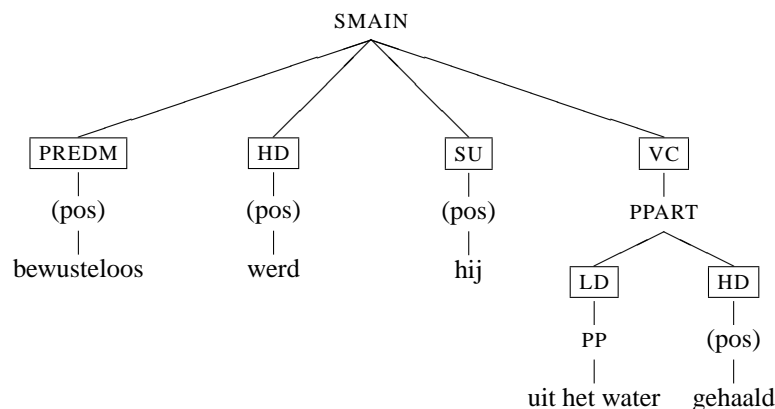 SMAIN
PREDM HD SU VC
(pos) (pos) (pos) PPART
bewusteloos werd hij
LD HD
PP (pos)
uit het water gehaald